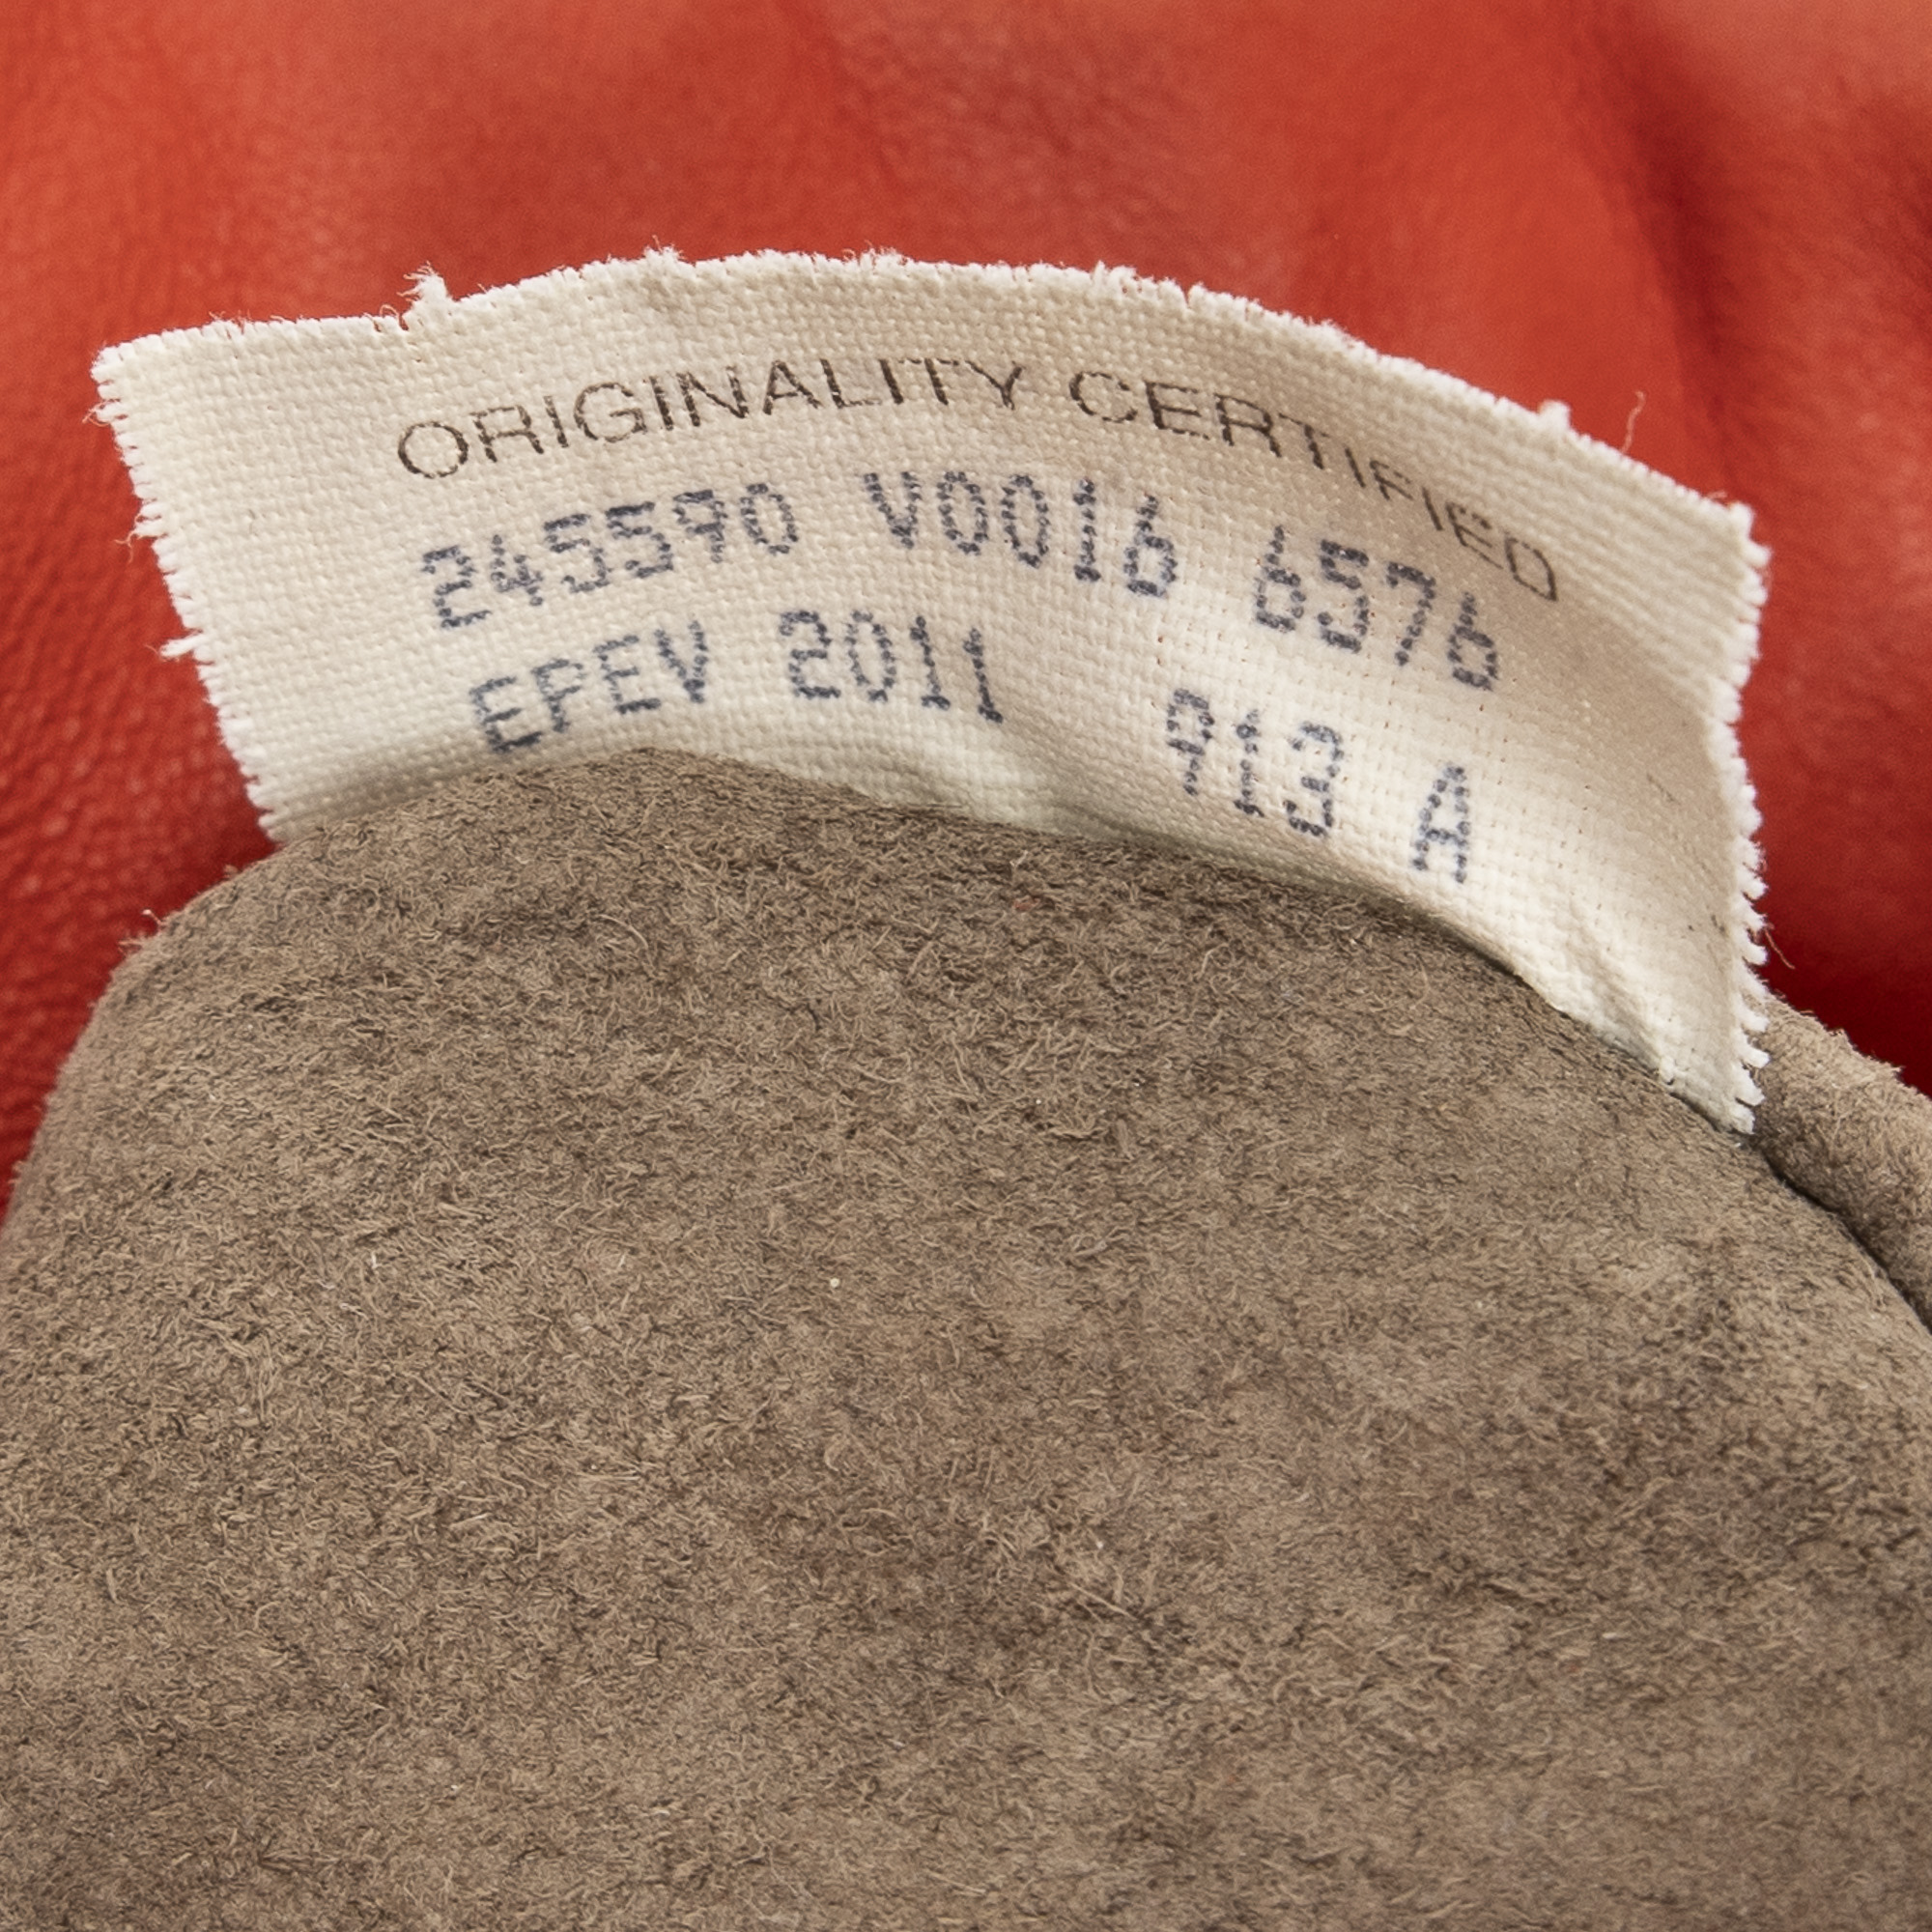 ORIGINALITY CERTIFIED
245590 V0016 6576
EPEV 2011 913 A